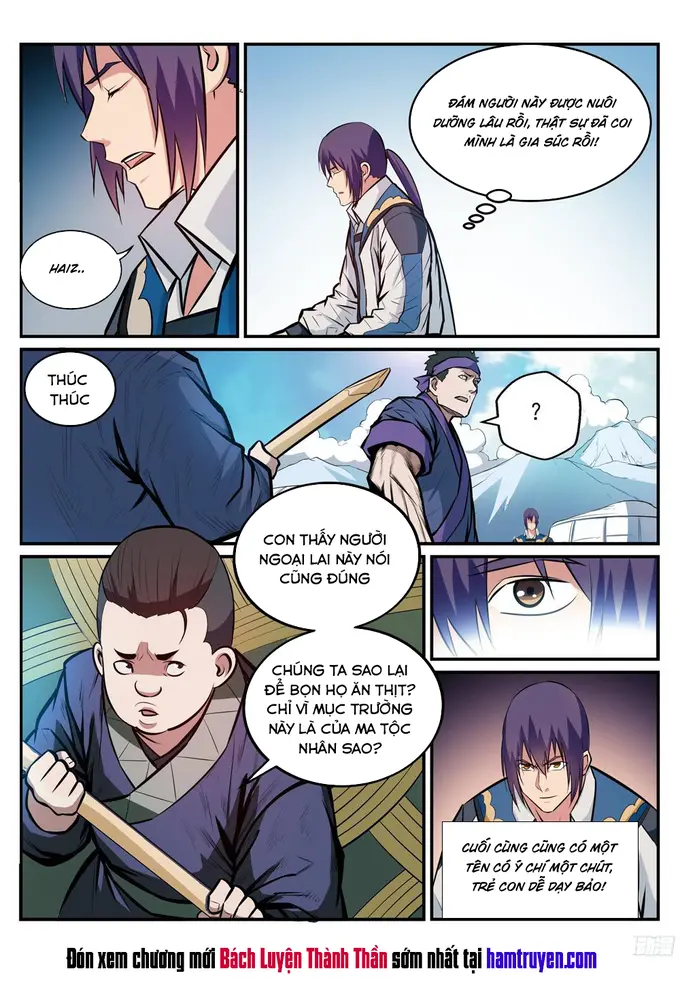 ĐÁM NGƯỜI NÀY ĐƯỢC NUÔI
DƯỠNG LÂU RỒI, THẬT SỰ ĐÃ COI
MÌNH LÀ GIA SÚC RỒI!
HAIZ..
THÚC
THÚC
?
CON THẤY NGƯỜI
NGOẠI LAI NÀY NÓI
CŨNG ĐÚNG
CHÚNG TA SAO LẠI
ĐỂ BỌN HỌ ĂN THỊT?
CHỈ VÌ MỤC TRƯỜNG
NÀY LÀ CỦA MA TỘC
NHÂN SAO?
CUỐI CÙNG CŨNG CÓ MỘT
TÊN CÓ Ý CHÍ MỘT CHÚT,
TRẺ CON DỄ DẠY BẢO!
动漫
Đón xem chương mới Bách Luyện Thành Thần sớm nhất tại hamtruyen.com